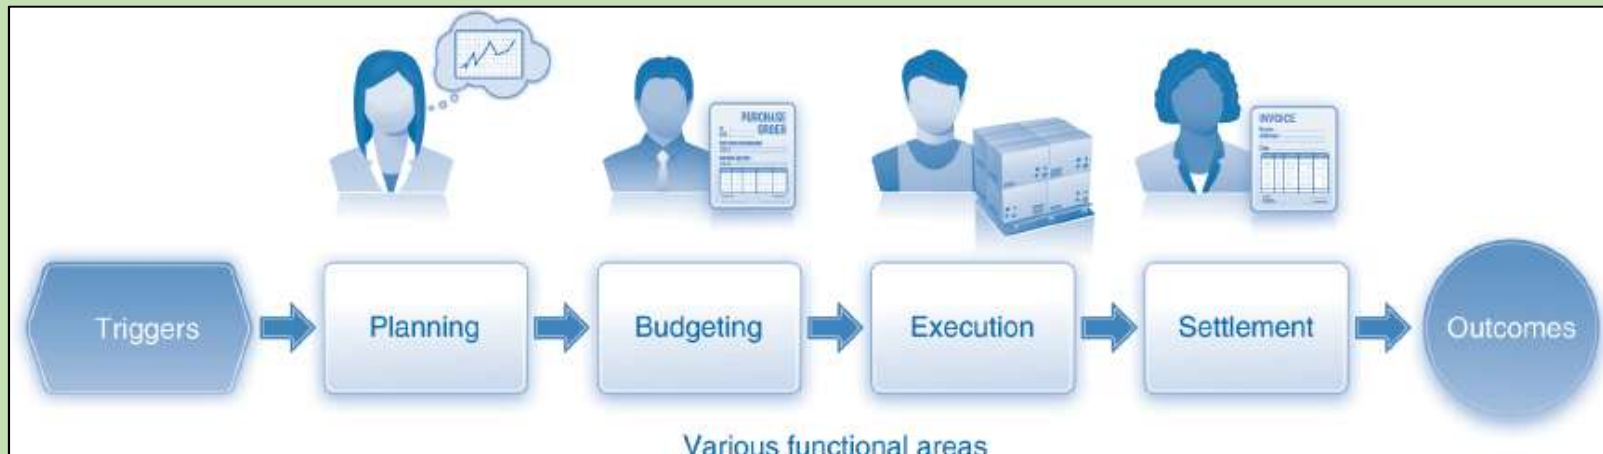 PURCHASE
ORDER
INVOICE
Triggers
Planning
Budgeting
Execution
Settlement
Outcomes
Various functional areas